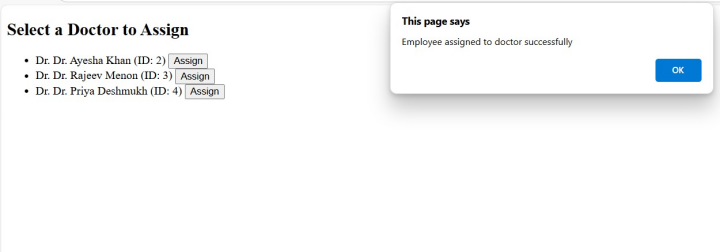 Select a Doctor to Assign
Dr. Dr. Ayesha Khan (ID: 2) Assign
Dr. Dr. Rajeev Menon (ID: 3) Assign
Dr. Dr. Priya Deshmukh (ID: 4) Assign
This page says
Employee assigned to doctor successfully
OK